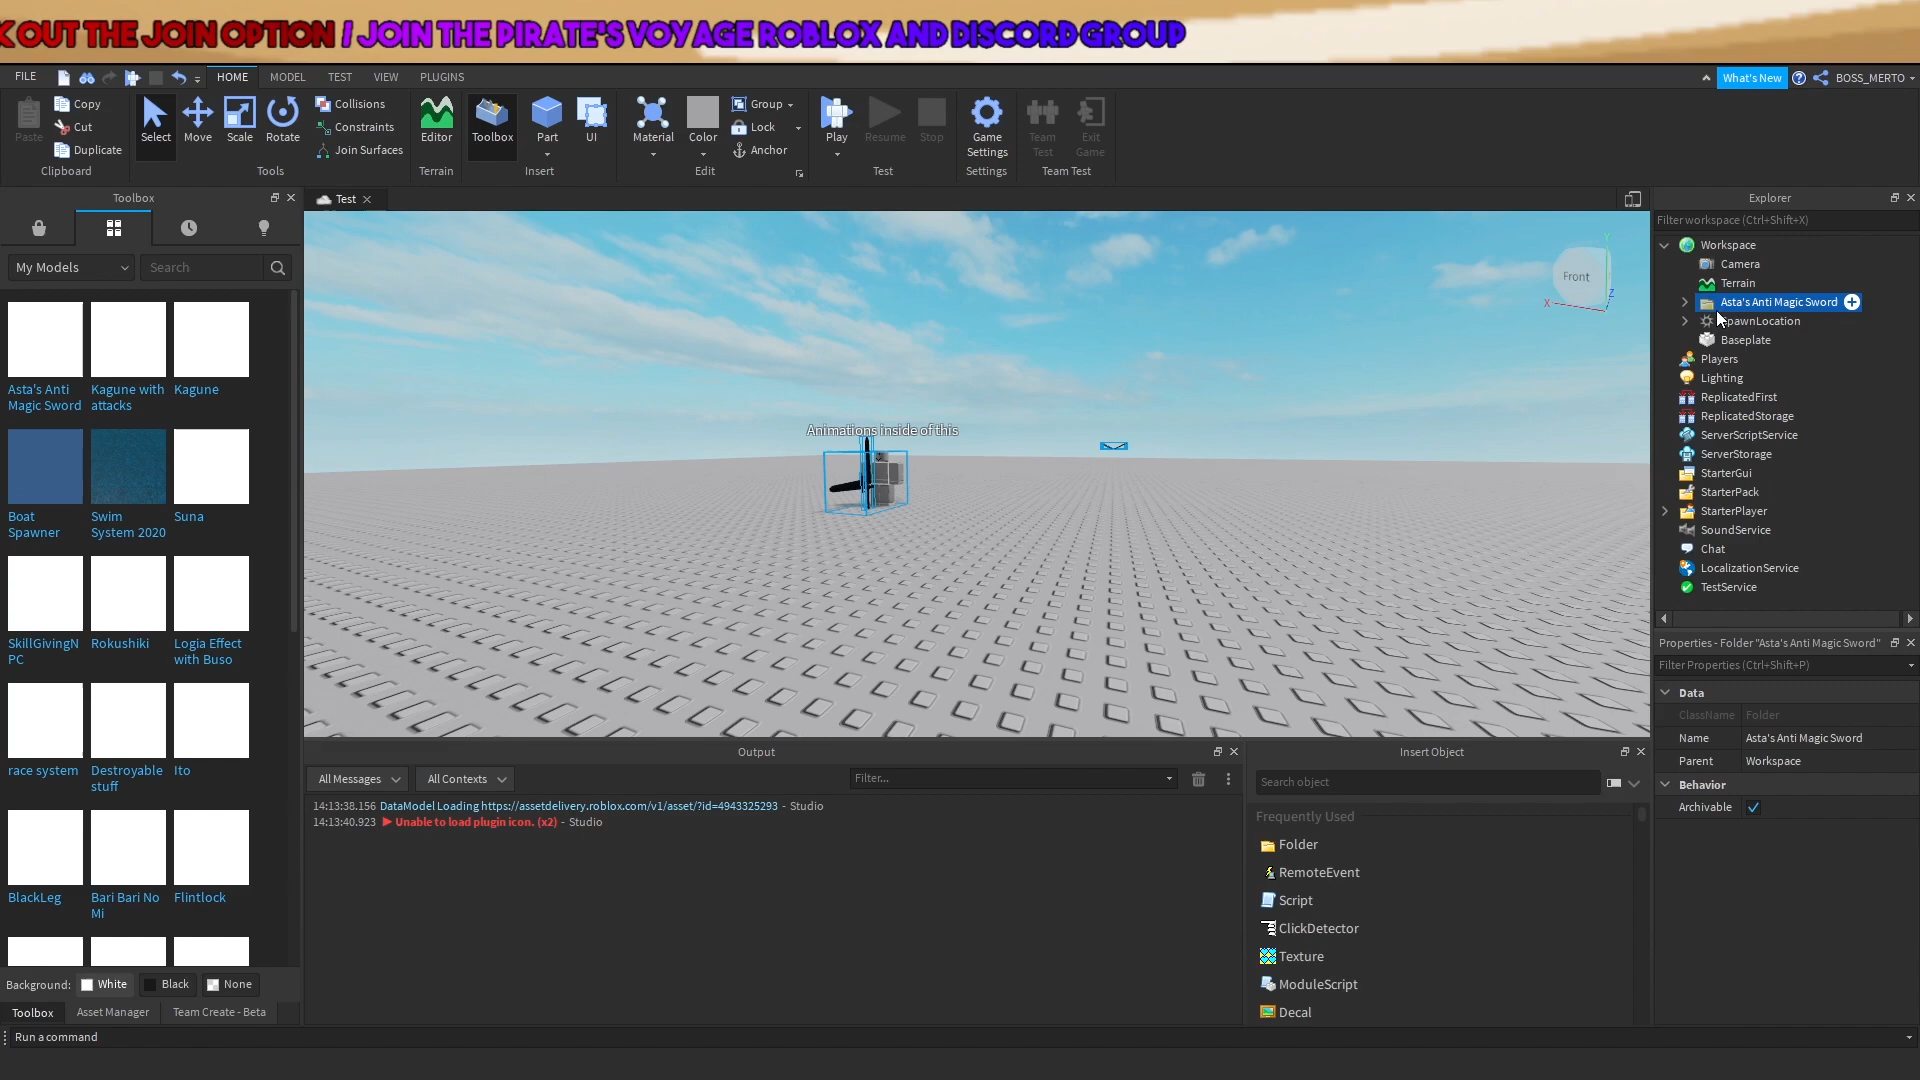 K OUT THE JOIN OPTION / JOIN THE PIRATE'S VOYAGE ROBLOX AND DISCORD GROUP
FILE
HOME
MODEL
TEST
VIEW
PLUGINS
What's New
BOSS_MERTO
Paste
Copy
Cut
Duplicate
Clipboard
Select
Move
Scale
Rotate
Collisions
Constraints
Join Surfaces
Tools
Editor
Terrain
Toolbox
Part
UI
Insert
Material
Color
Group
Lock
Anchor
Edit
Play
Resume
Stop
Test
Game
Settings
Settings
Team
Test
Exit
Game
Team Test
Toolbox
My Models
Search
Asta's Anti
Magic Sword
Kagune with
attacks
Kagune
Boat
Spawner
Swim
System 2020
Suna
SkillGivingN
PC
Rokushiki
Logia Effect
with Buso
race system
Destroyable
stuff
Ito
BlackLeg
Bari Bari No
Mi
Flintlock
Background:
White
Black
None
Toolbox
Asset Manager
Team Create - Beta
Run a command
Test
Animations inside of this
Front
X
Y
Z
Output
All Messages
All Contexts
Filter...
14:13:38.156 DataModel Loading https://assetdelivery.roblox.com/v1/asset/?id=4943325293 - Studio
14:13:40.923 Unable to load plugin icon. (x2) - Studio
Insert Object
Search object
Frequently Used
Folder
RemoteEvent
Script
ClickDetector
Texture
ModuleScript
Decal
Explorer
Filter workspace (Ctrl+Shift+X)
Workspace
Camera
Terrain
Asta's Anti Magic Sword
SpawnLocation
Baseplate
Players
Lighting
ReplicatedFirst
ReplicatedStorage
ServerScriptService
ServerStorage
StarterGui
StarterPack
StarterPlayer
SoundService
Chat
LocalizationService
TestService
Properties - Folder "Asta's Anti Magic Sword"
Filter Properties (Ctrl+Shift+P)
Data
ClassName Folder
Name Asta's Anti Magic Sword
Parent Workspace
Behavior
Archivable